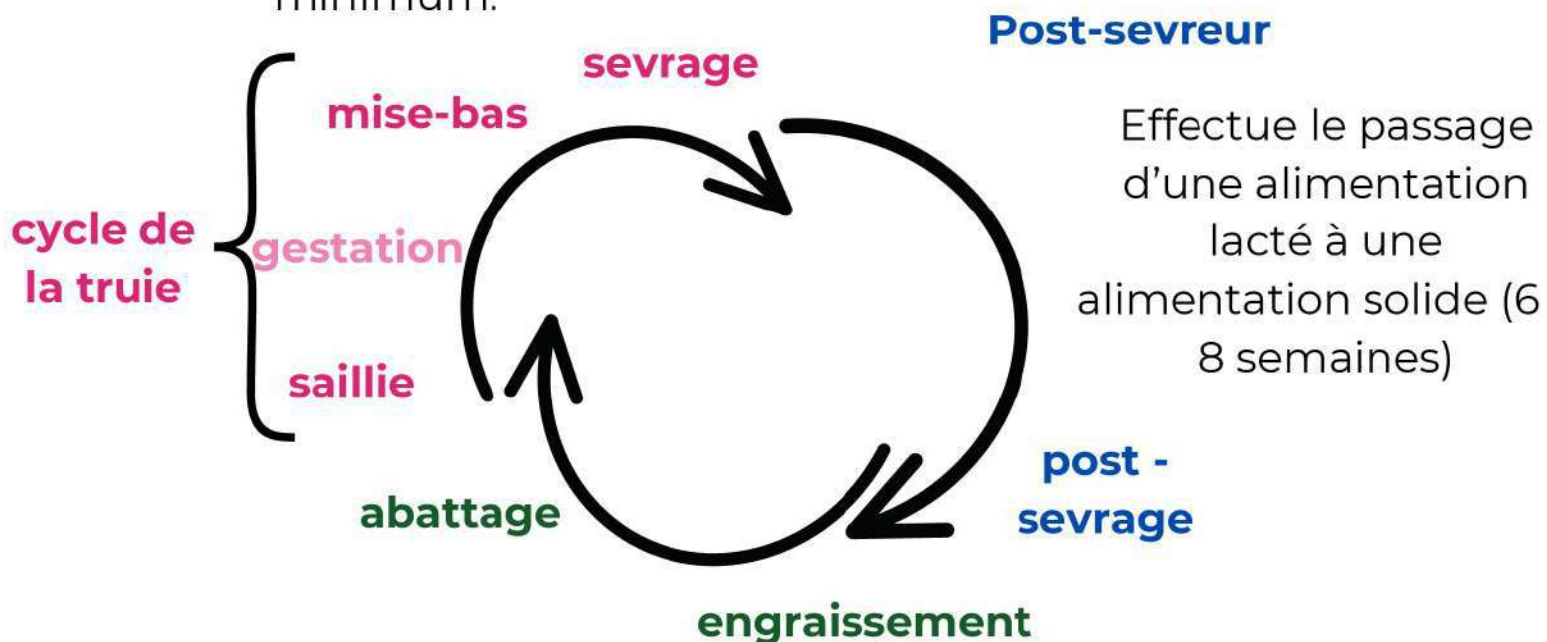 minimum.
Post-sevreur
sevrage
mise-bas
Effectue le passage
d'une alimentation
lacté à une
alimentation solide (6
8 semaines)
cycle de
la truie
gestation
saillie
post -
sevrage
abattage
engraissement